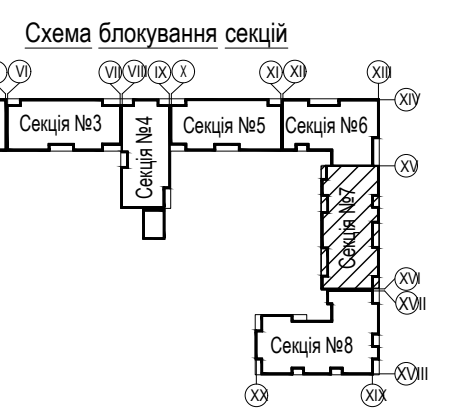 Схема блокування секцій
VI VII VIII IX X XI XII XIII
XIV
Секція №3 Секція №4 Секція №5 Секція №6
XV
Секція №7
XVI
XVII
Секція №8
XVIII
XX XIX